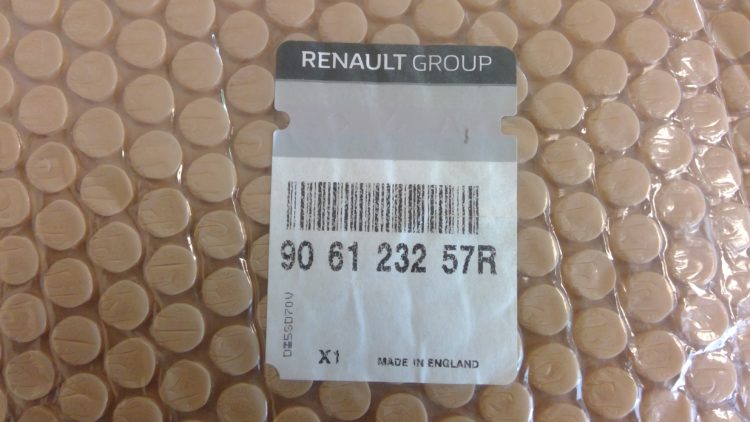 RENAULT GROUP
90 61 232 57R
X1
MADE IN ENGLAND